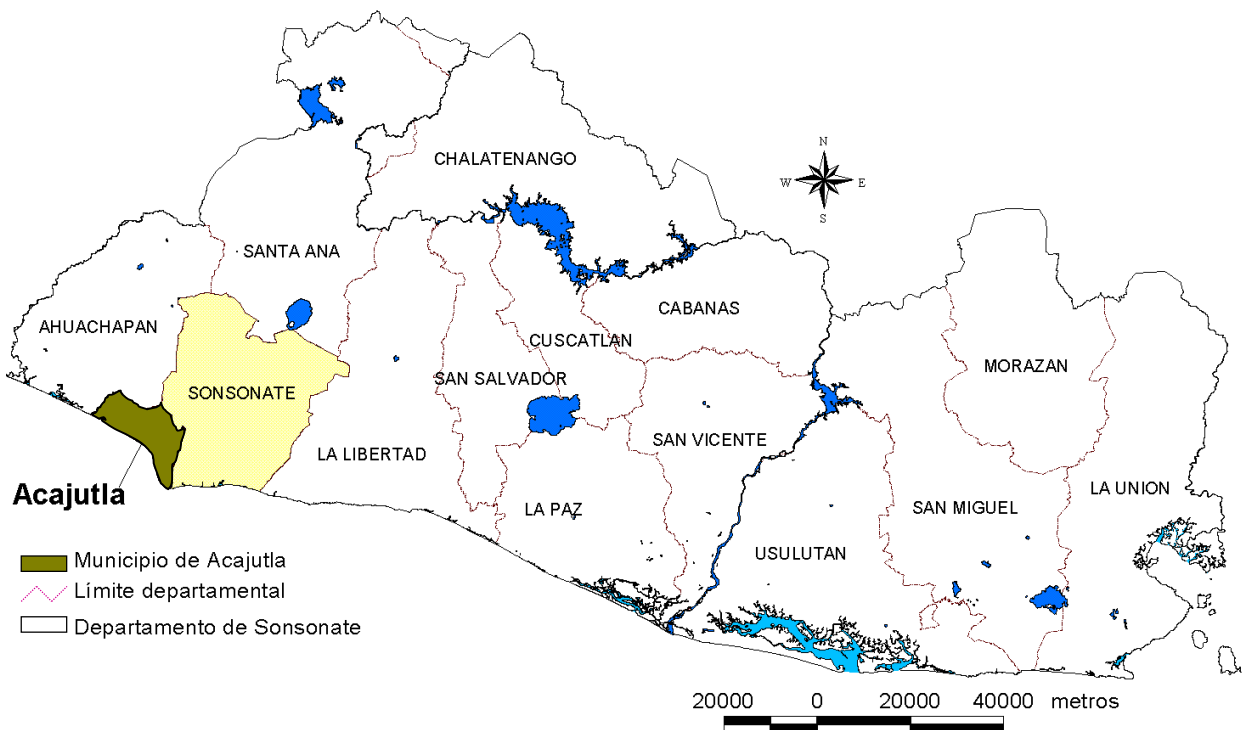 N
W E
S
CHALATENANGO
SANTA ANA
CABANAS
AHUACHAPAN
CUSCATLAN
MORAZAN
SAN SALVADOR
SONSONATE
SAN VICENTE
LA LIBERTAD
LA UNION
Acajutla
SAN MIGUEL
LA PAZ
USULUTAN
Municipio de Acajutla
Límite departamental
Departamento de Sonsonate
20000 0 20000 40000 metros